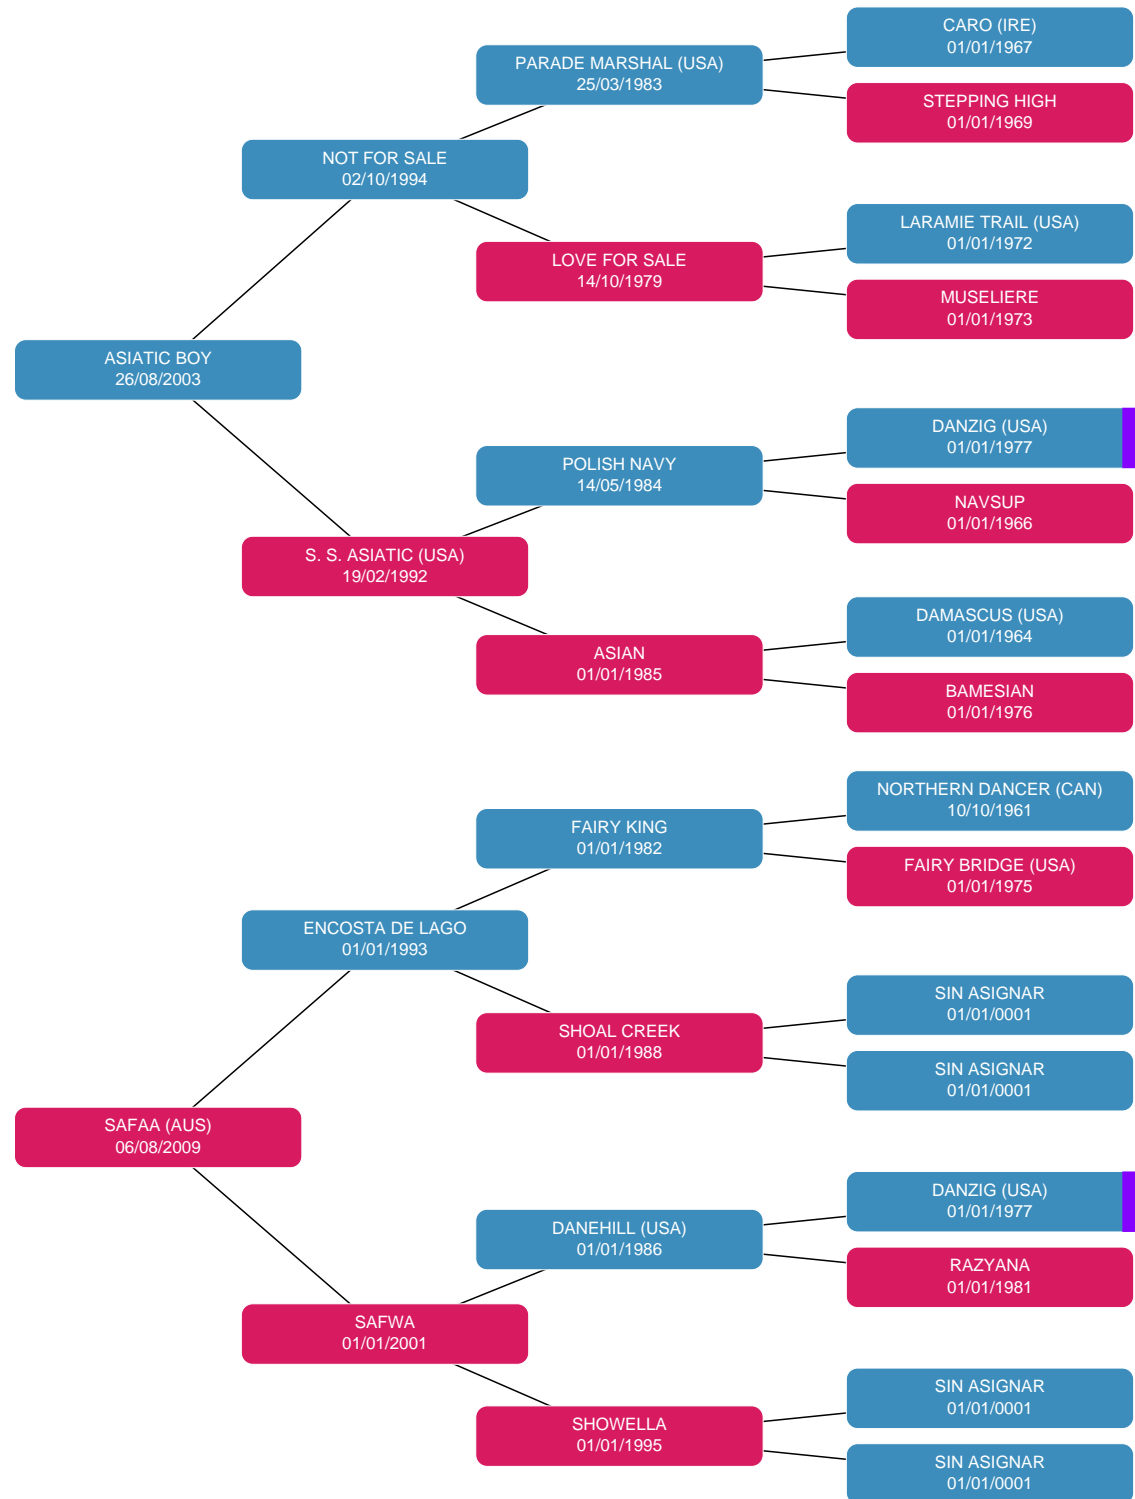 CARO (IRE)
01/01/1967
PARADE MARSHAL (USA)
25/03/1983
STEPPING HIGH
01/01/1969
NOT FOR SALE
02/10/1994
LARAMIE TRAIL (USA)
01/01/1972
LOVE FOR SALE
14/10/1979
MUSELIERE
01/01/1973
ASIATIC BOY
26/08/2003
DANZIG (USA)
01/01/1977
POLISH NAVY
14/05/1984
NAVSUP
01/01/1966
S. S. ASIATIC (USA)
19/02/1992
DAMASCUS (USA)
01/01/1964
ASIAN
01/01/1985
BAMESIAN
01/01/1976
NORTHERN DANCER (CAN)
10/10/1961
FAIRY KING
01/01/1982
FAIRY BRIDGE (USA)
01/01/1975
ENCOSTA DE LAGO
01/01/1993
SIN ASIGNAR
01/01/0001
SHOAL CREEK
01/01/1988
SIN ASIGNAR
01/01/0001
SAFAA (AUS)
06/08/2009
DANZIG (USA)
01/01/1977
DANEHILL (USA)
01/01/1986
RAZYANA
01/01/1981
SAFWA
01/01/2001
SIN ASIGNAR
01/01/0001
SHOWELLA
01/01/1995
SIN ASIGNAR
01/01/0001